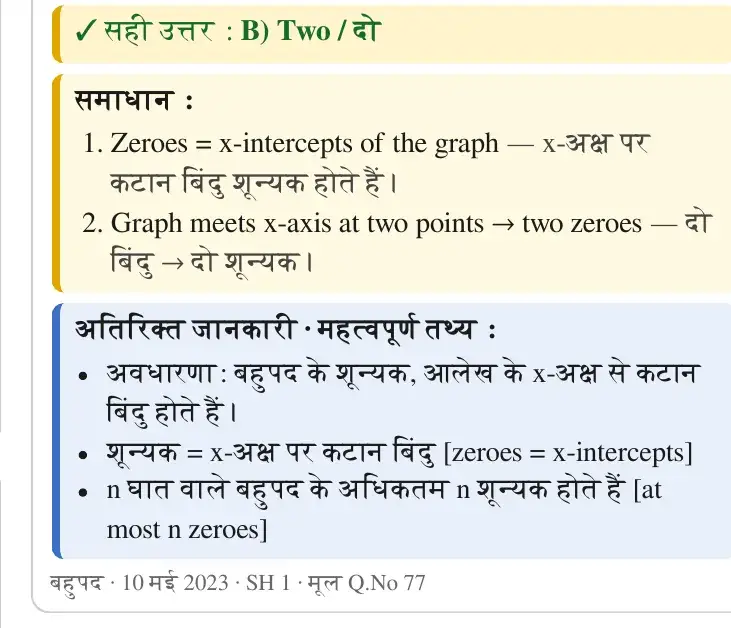 ✓ सही उत्तर : B) Two / दो
समाधान :
1. Zeroes = x-intercepts of the graph — x-अक्ष पर
कटान बिंदु शून्यक होते हैं।
2. Graph meets x-axis at two points → two zeroes — दो
बिंदु → दो शून्यक।
अतिरिक्त जानकारी · महत्वपूर्ण तथ्य :
• अवधारणा : बहुपद के शून्यक, आलेख के x-अक्ष से कटान
बिंदु होते हैं।
• शून्यक = x-अक्ष पर कटान बिंदु [zeroes = x-intercepts]
• n घात वाले बहुपद के अधिकतम n शून्यक होते हैं [at
most n zeroes]
बहुपद · 10 मई 2023 · SH 1 · मूल Q.No 77